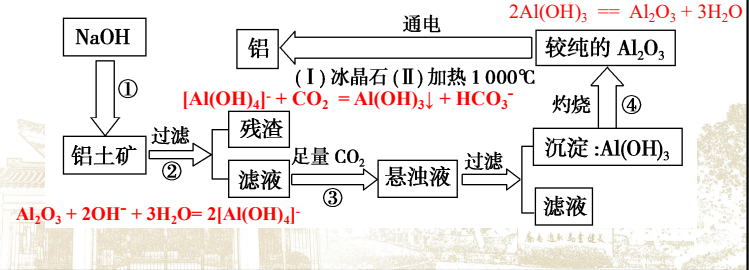 2Al(OH)₃ == Al₂O₃ + 3H₂O
NaOH
铝
通电
较纯的 Al₂O₃
(Ⅰ)冰晶石(Ⅱ)加热1 000℃
①
[Al(OH)₄]⁻ + CO₂ = Al(OH)₃↓ + HCO₃⁻
灼烧
④
铝土矿
过滤
②
残渣
滤液
足量 CO₂
③
悬浊液
过滤
沉淀:Al(OH)₃
滤液
Al₂O₃ + 2OH⁻ + 3H₂O= 2[Al(OH)₄]⁻